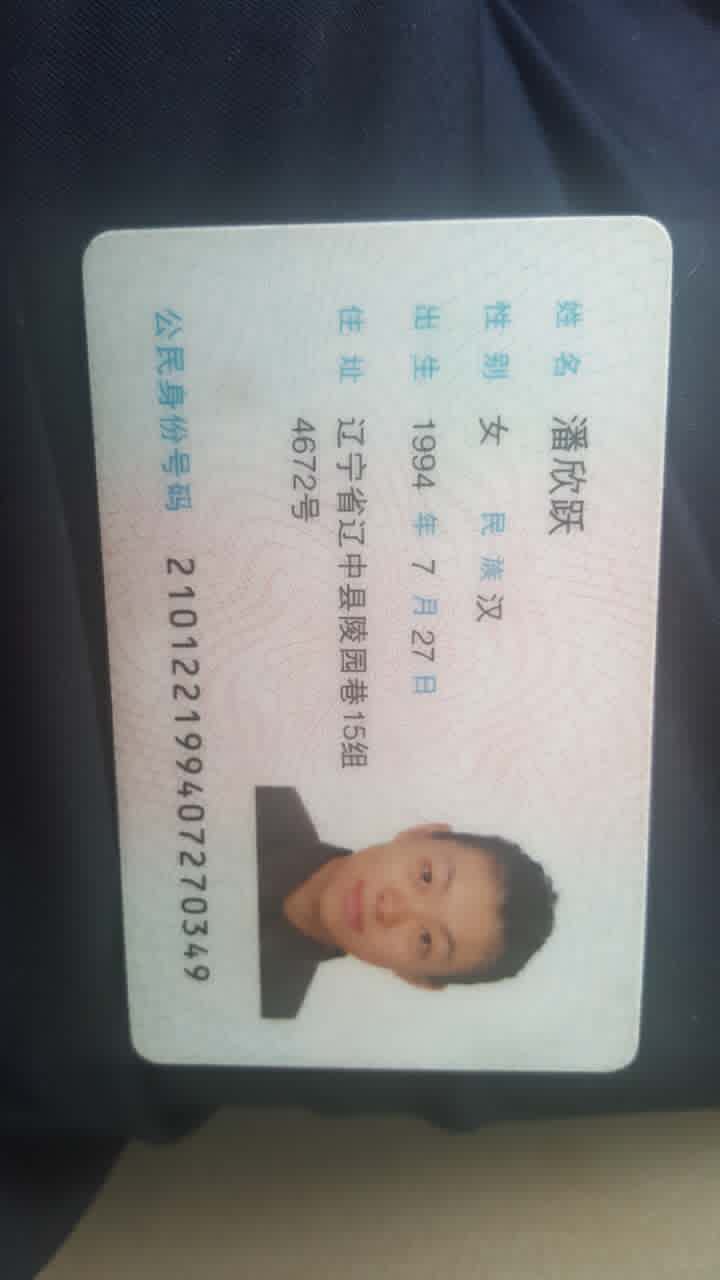 姓名 潘欣跃
性别 女 民族 汉
出生 1994 年 7 月 27 日
住址 辽宁省辽中县陵园巷15组
4672号
公民身份号码 210122199407270349